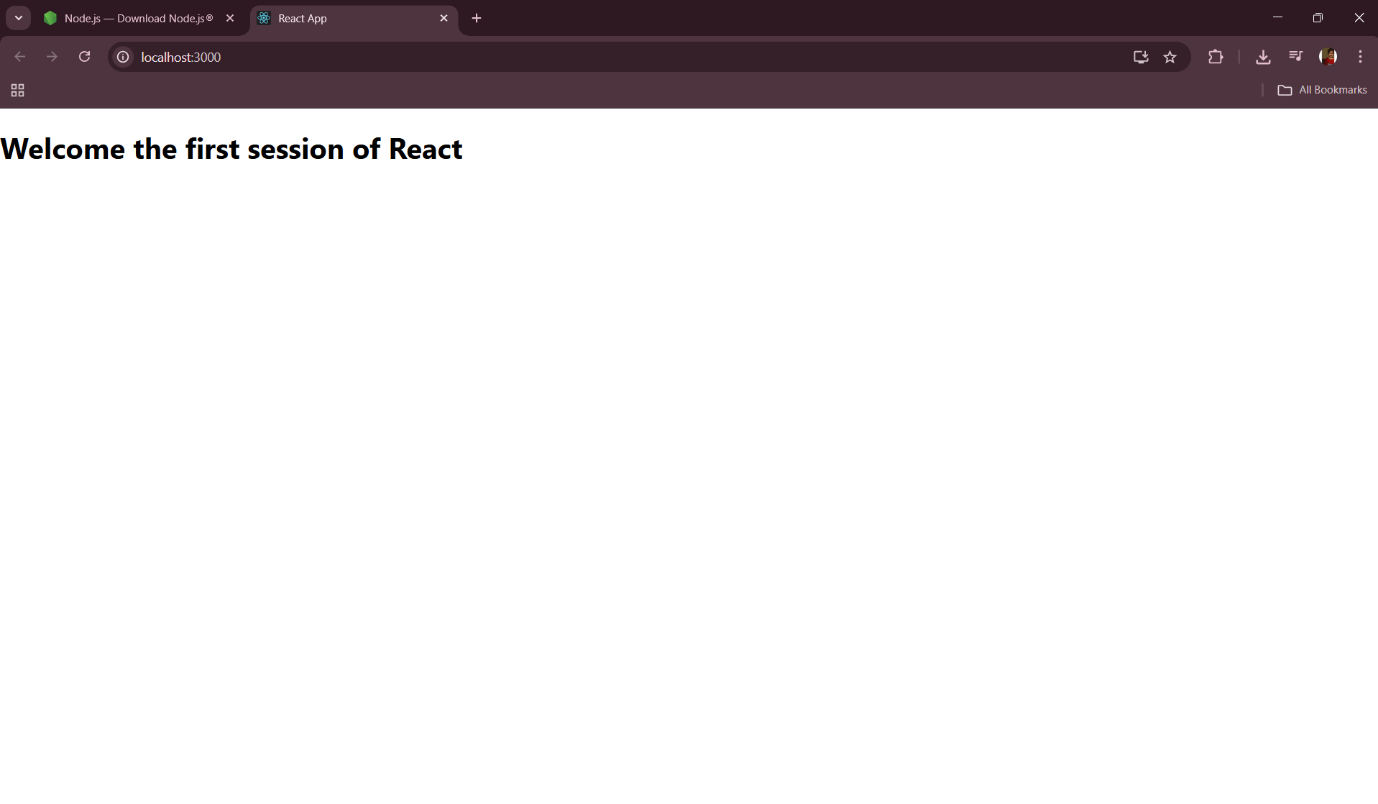 Node.js — Download Node.js®
React App
localhost:3000
All Bookmarks
Welcome the first session of React